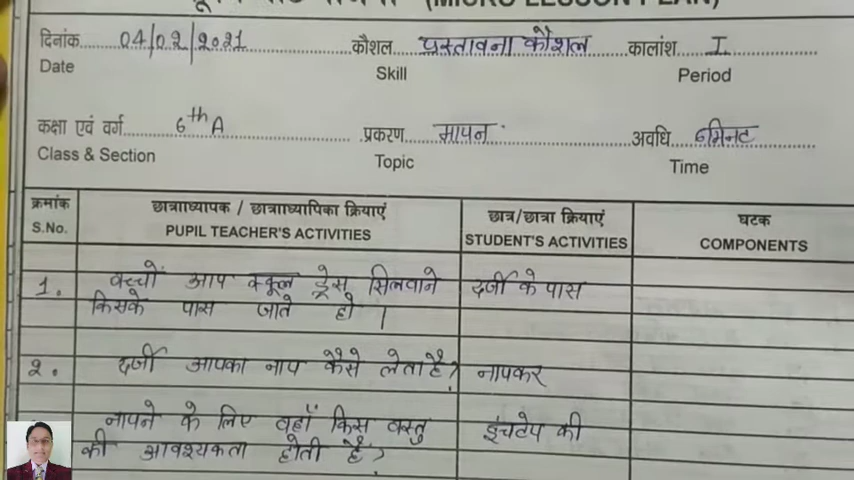 (MICRO LESSON PLAN)
दिनांक 04/02/2021 कौशल प्रस्तावना कौशल कालांश I
Date Skill Period
कक्षा एवं वर्ग 6th A प्रकरण मापन अवधि 6मिनट
Class & Section Topic Time
क्रमांक छात्राध्यापक / छात्राध्यापिका क्रियाएं छात्र/छात्रा क्रियाएं घटक
S.No. PUPIL TEACHER'S ACTIVITIES STUDENT'S ACTIVITIES COMPONENTS
1. बच्चों आप स्कूल ड्रेस सिलवाने दर्जी के पास
किसके पास जाते हो।
2. दर्जी आपका नाप कैसे लेता है? नापकर
नापने के लिए वहाँ किस वस्तु इंचटेप की
की आवश्यकता होती है?